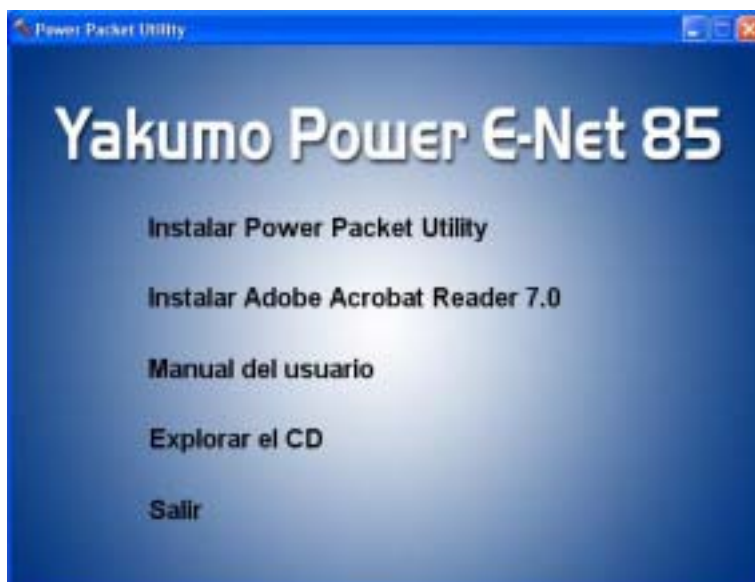 Power Packet Utility
Yakumo Power E-Net 85
Instalar Power Packet Utility
Instalar Adobe Acrobat Reader 7.0
Manual del usuario
Explorar el CD
Salir